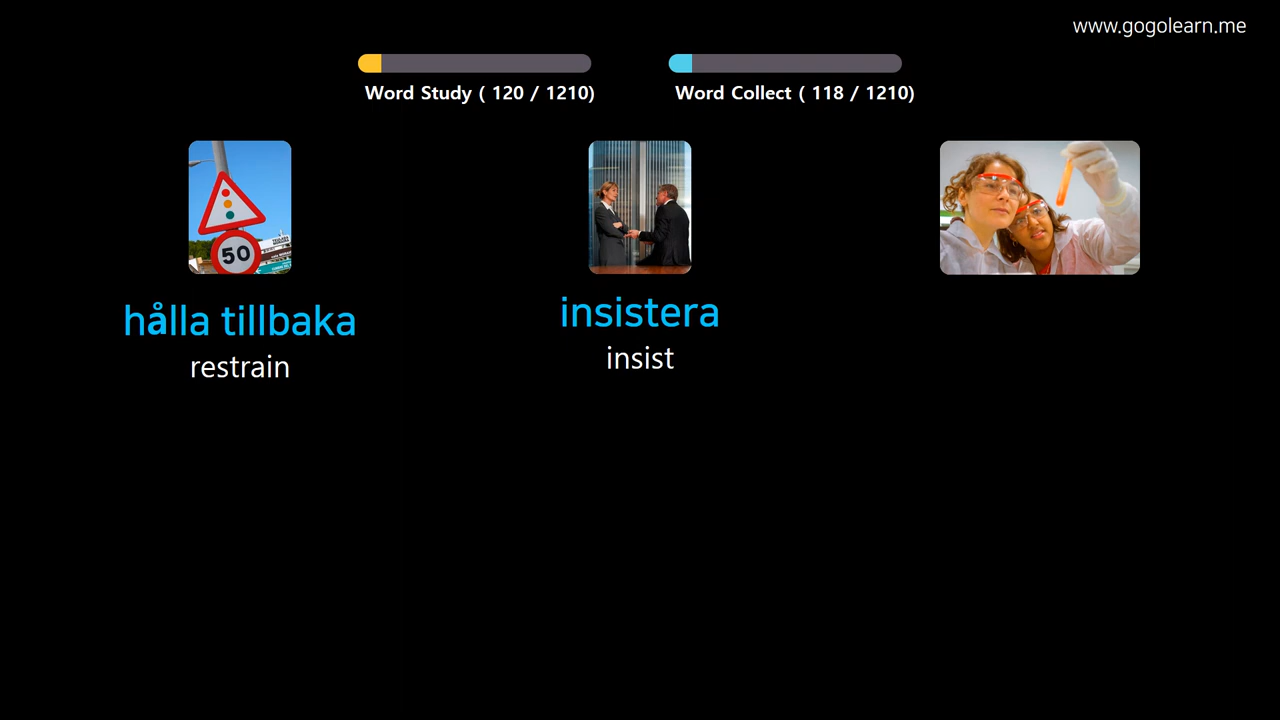 www.gogolearn.me
Word Study ( 120 / 1210)
Word Collect ( 118 / 1210)
50
hålla tillbaka
restrain
insistera
insist